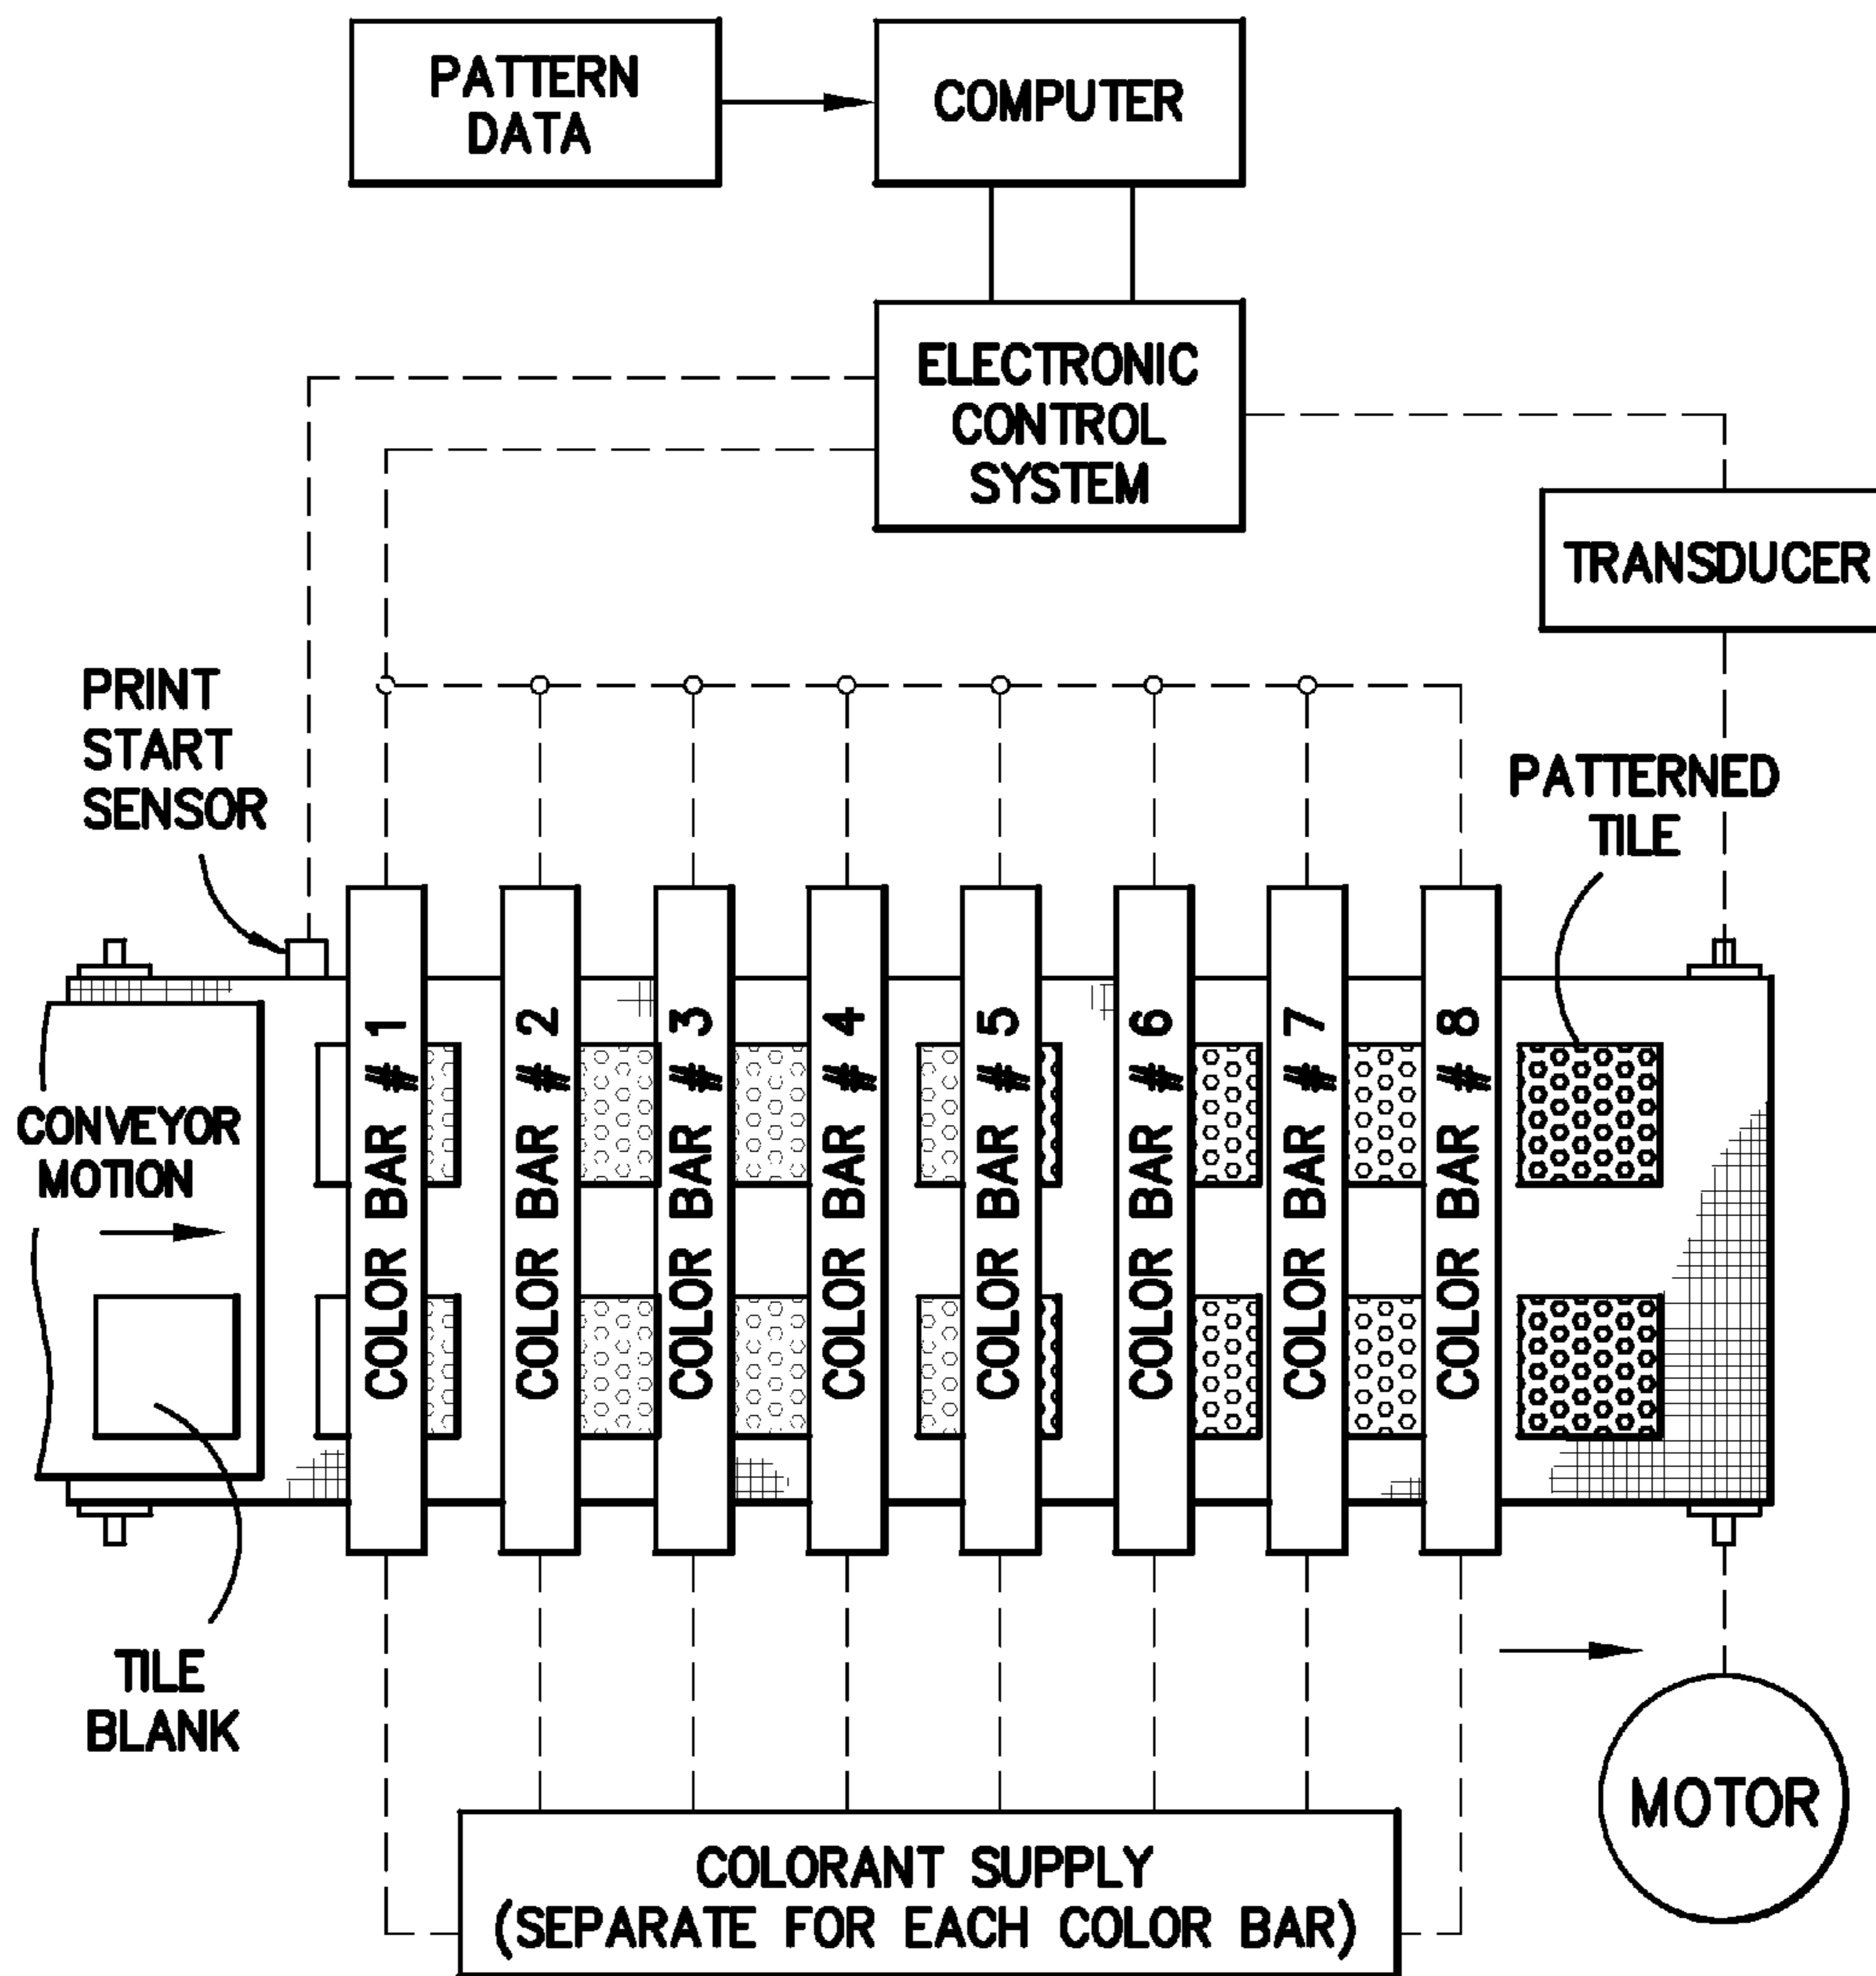 PATTERN
DATA
COMPUTER
ELECTRONIC
CONTROL
SYSTEM
TRANSDUCER
PRINT
START
SENSOR
PATTERNED
TILE
CONVEYOR
MOTION
COLOR BAR # 1
COLOR BAR # 2
COLOR BAR # 3
COLOR BAR # 4
COLOR BAR # 5
COLOR BAR # 6
COLOR BAR # 7
COLOR BAR # 8
TILE
BLANK
MOTOR
COLORANT SUPPLY
(SEPARATE FOR EACH COLOR BAR)